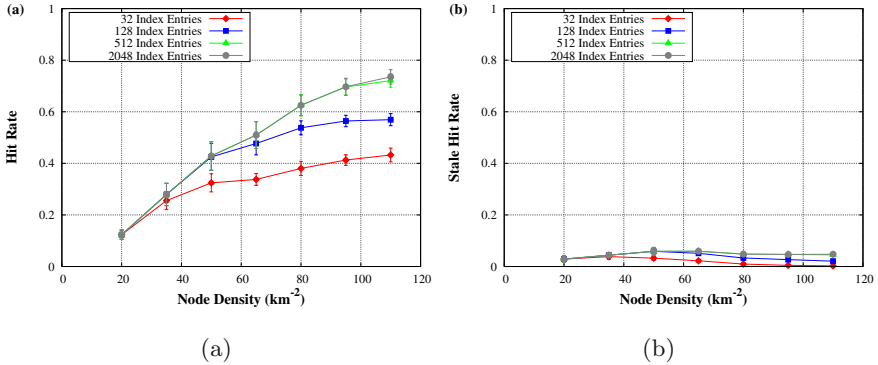 (a)
32 Index Entries
128 Index Entries
512 Index Entries
2048 Index Entries
1
0.8
0.6
0.4
0.2
0
Hit Rate
0 20 40 60 80 100 120
Node Density (km-2)
(a)
(b)
32 Index Entries
128 Index Entries
512 Index Entries
2048 Index Entries
1
0.8
0.6
0.4
0.2
0
Stale Hit Rate
0 20 40 60 80 100 120
Node Density (km-2)
(b)